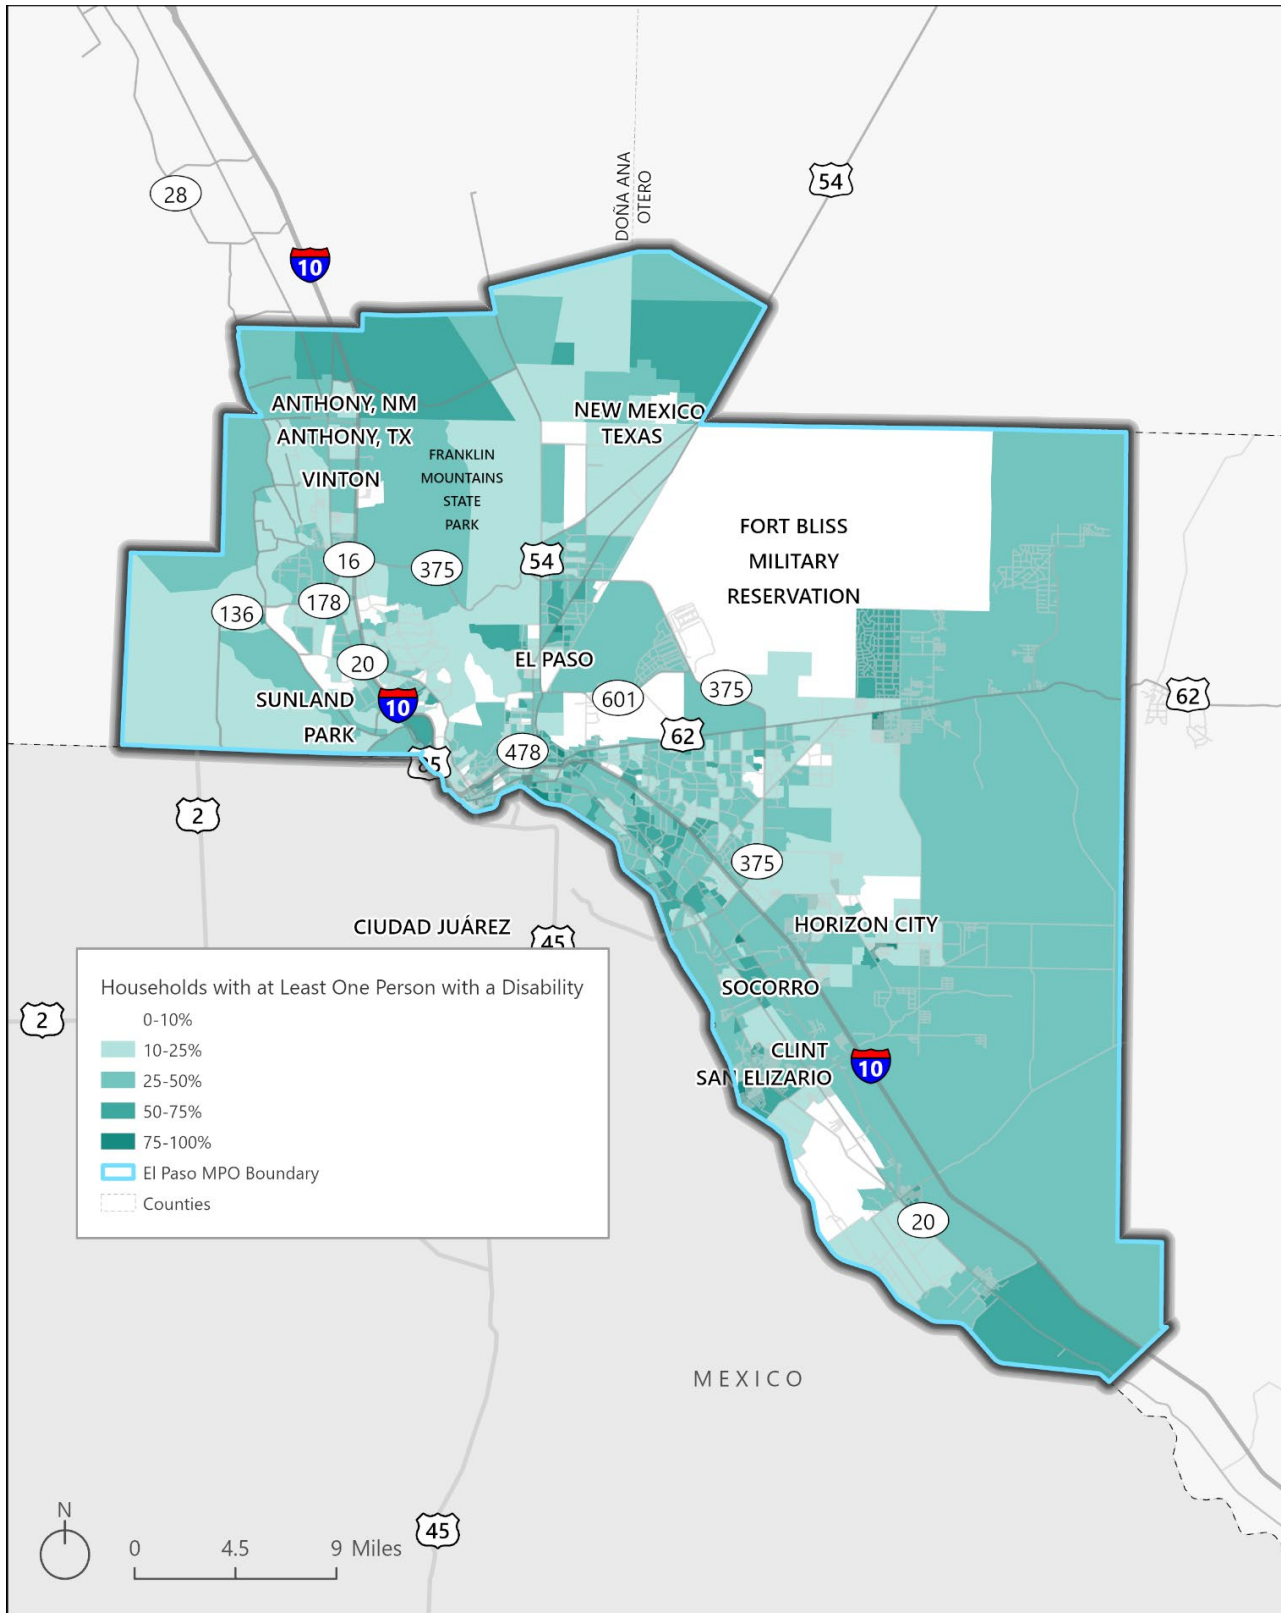 DOÑA ANA
OTERO
54
28
10
ANTHONY, NM
ANTHONY, TX
VINTON
NEW MEXICO
TEXAS
FRANKLIN
MOUNTAINS
STATE
PARK
FORT BLISS
MILITARY
RESERVATION
16
375
54
178
136
20
EL PASO
601
375
62
SUNLAND
PARK
10
62
478
85
2
375
CIUDAD JUÁREZ
45
HORIZON CITY
SOCORRO
CLINT
SAN ELIZARIO
10
2
20
Households with at Least One Person with a Disability
0-10%
10-25%
25-50%
50-75%
75-100%
El Paso MPO Boundary
Counties
MEXICO
45
N
0 4.5 9 Miles